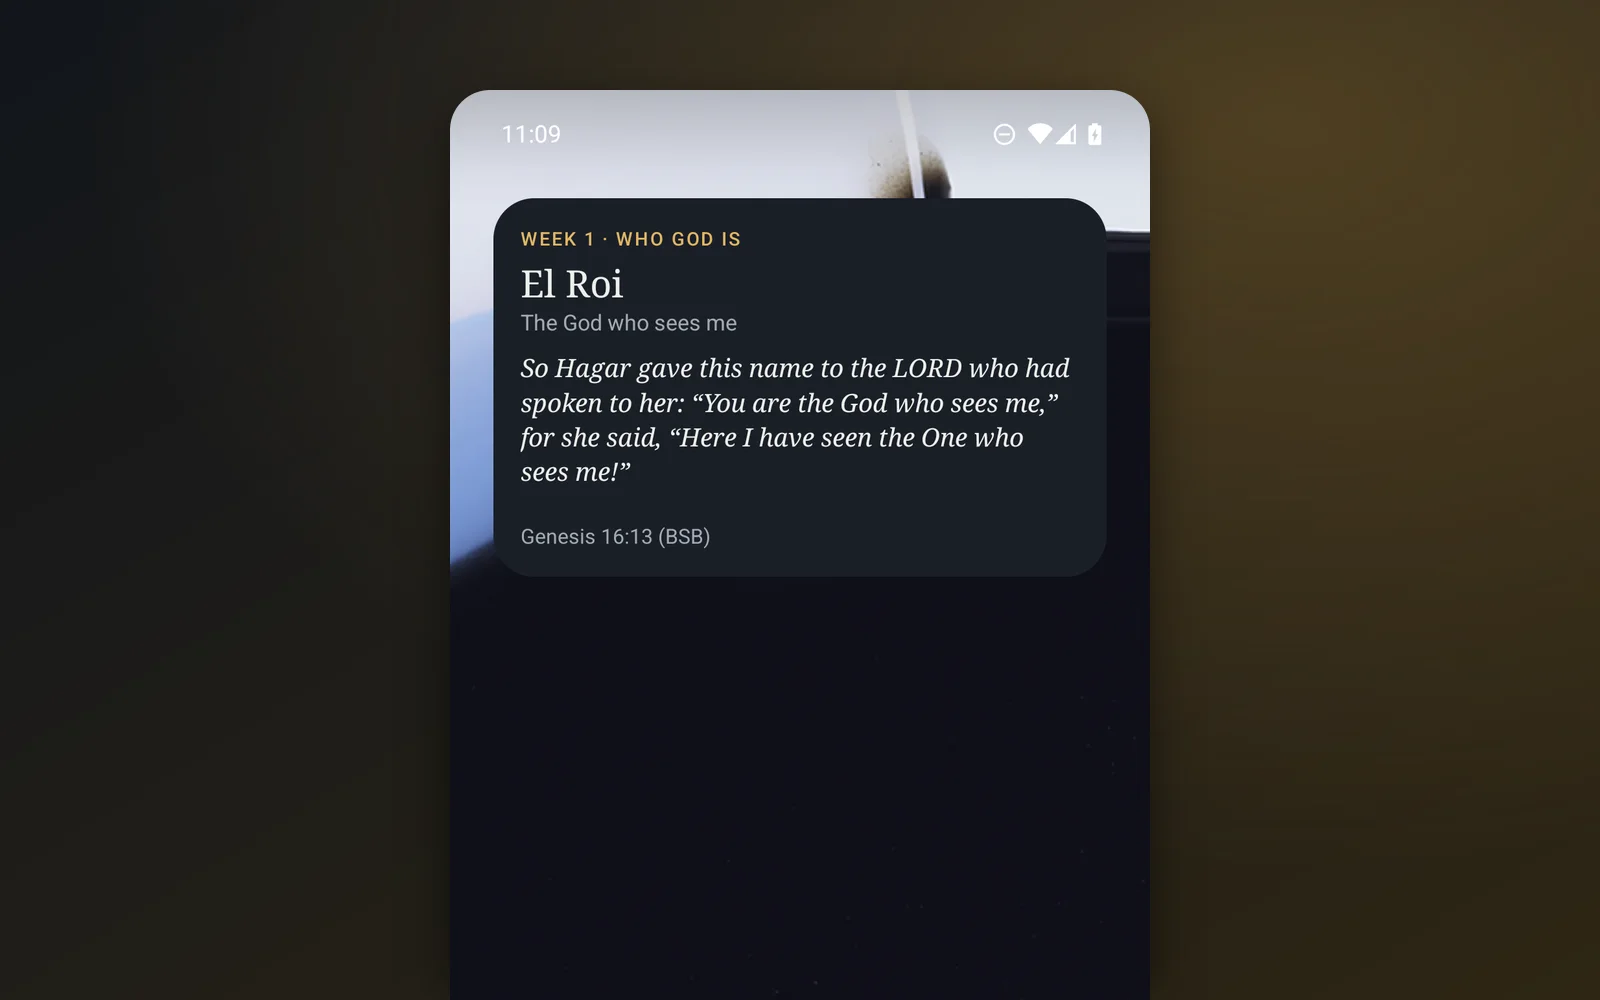 11:09
WEEK 1 · WHO GOD IS
El Roi
The God who sees me
So Hagar gave this name to the LORD who had
spoken to her: “You are the God who sees me,”
for she said, “Here I have seen the One who
sees me!”
Genesis 16:13 (BSB)